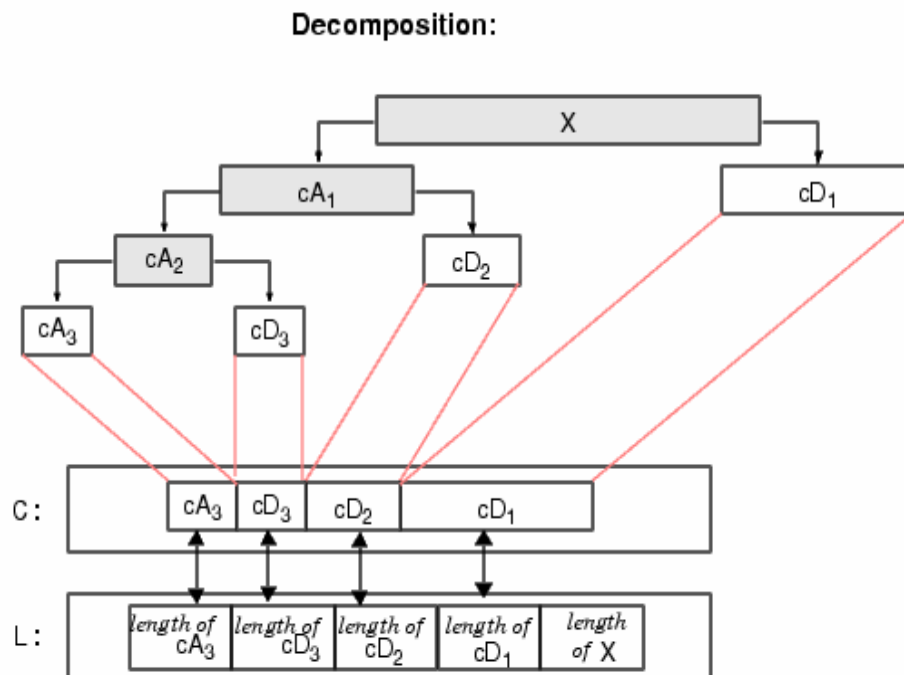 Decomposition:
X
cA₁
cD₁
cA₂
cD₂
cA₃
cD₃
C:
cA₃
cD₃
cD₂
cD₁
L:
length of
cA₃
length of
cD₃
length of
cD₂
length of
cD₁
length
of X